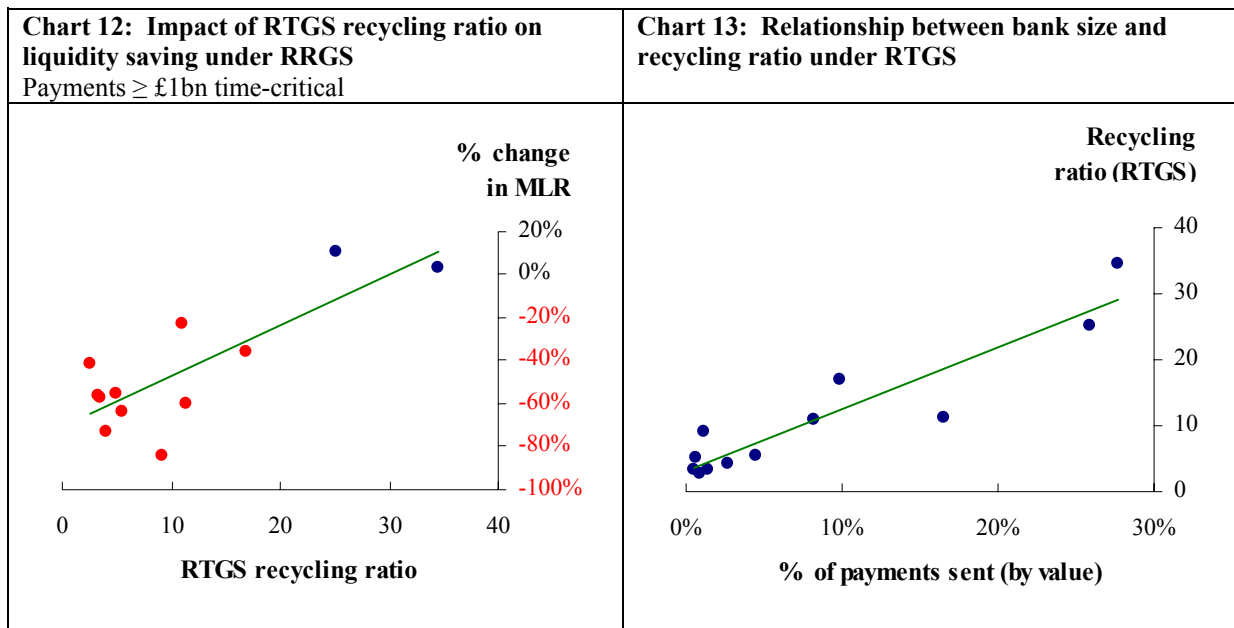 Chart 12: Impact of RTGS recycling ratio on
liquidity saving under RRGS
Payments ≥ £1bn time-critical
% change
in MLR
20%
0%
-20%
-40%
-60%
-80%
-100%
0 10 20 30 40
RTGS recycling ratio
Chart 13: Relationship between bank size and
recycling ratio under RTGS
Recycling
ratio (RTGS)
40
30
20
10
0
0% 10% 20% 30%
% of payments sent (by value)